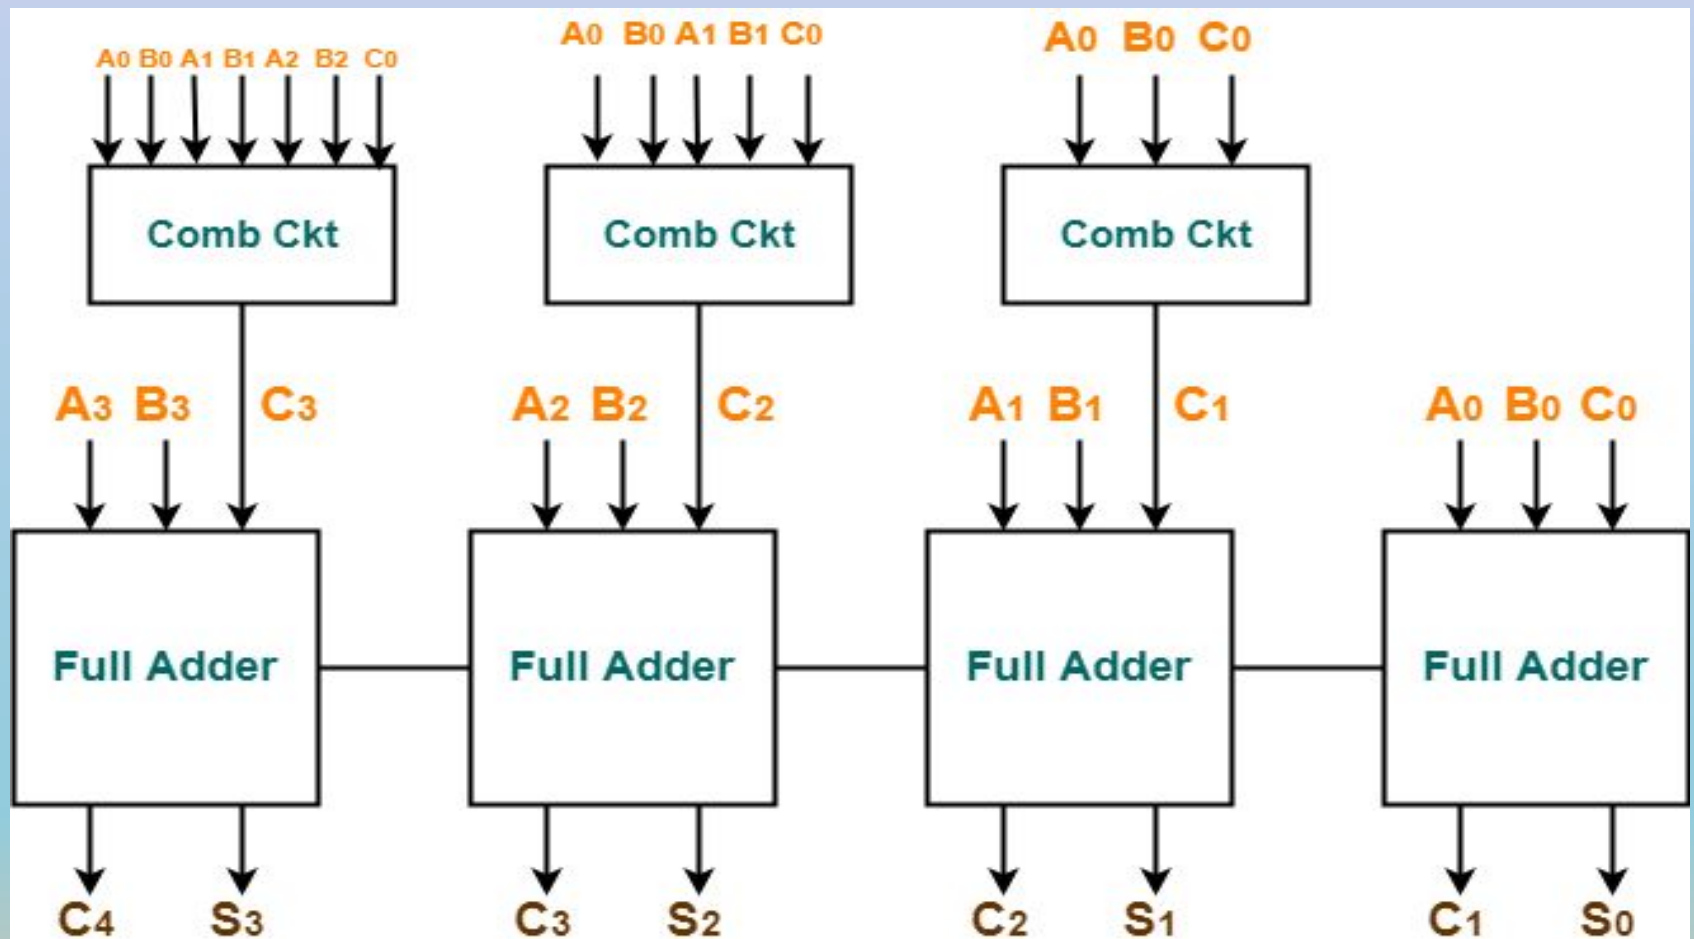 A0 B0 A1 B1 C0
A0 B0 C0
A0 B0 A1 B1 A2 B2 C0
Comb Ckt
Comb Ckt
Comb Ckt
A3 B3 C3
A2 B2 C2
A1 B1 C1
A0 B0 C0
Full Adder
Full Adder
Full Adder
Full Adder
C4 S3
C3 S2
C2 S1
C1 S0